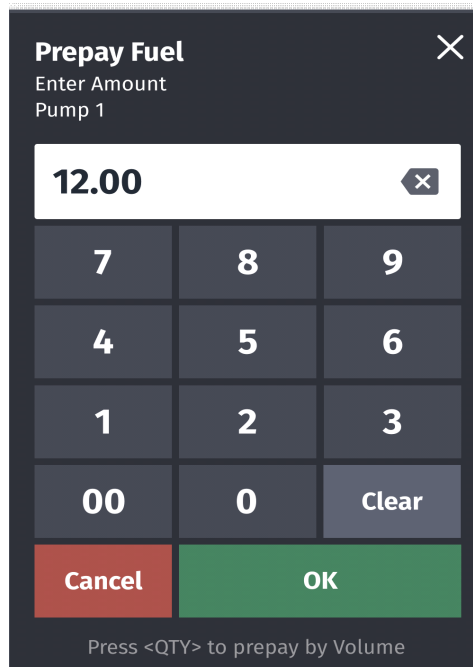 Prepay Fuel
Enter Amount
Pump 1
12.00
7 8 9
4 5 6
1 2 3
00 0 Clear
Cancel OK
Press <QTY> to prepay by Volume